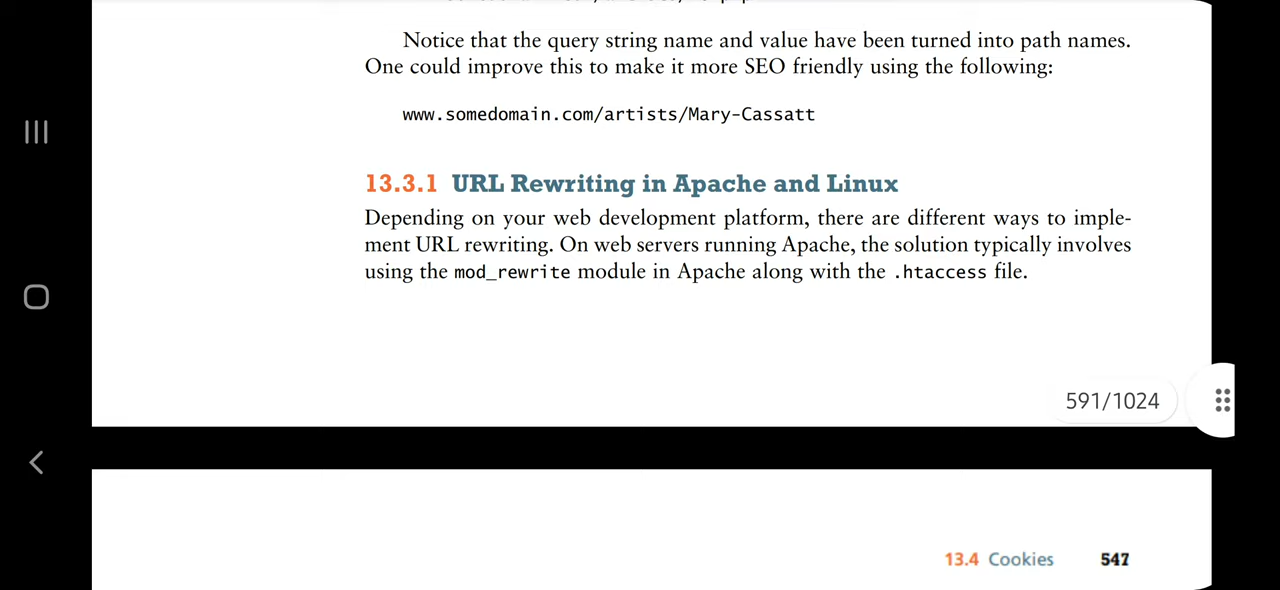 Notice that the query string name and value have been turned into path names.
One could improve this to make it more SEO friendly using the following:
www.somedomain.com/artists/Mary-Cassatt
13.3.1 URL Rewriting in Apache and Linux
Depending on your web development platform, there are different ways to imple-
ment URL rewriting. On web servers running Apache, the solution typically involves
using the mod_rewrite module in Apache along with the .htaccess file.
591/1024
13.4 Cookies 547